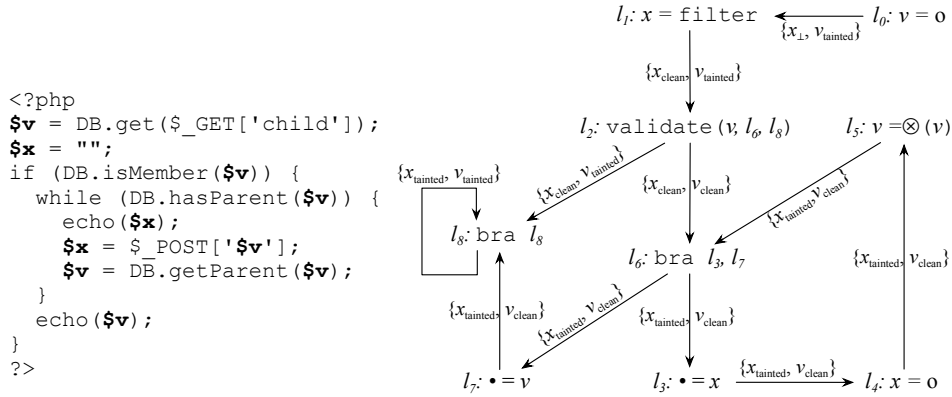 <?php
$v = DB.get($_GET['child']);
$x = "";
if (DB.isMember($v)) {
while (DB.hasParent($v)) {
echo($x);
$x = $_POST['$v'];
$v = DB.getParent($v);
}
echo($v);
}
?>
l1: x = filter
l0: v = o
{x⊥, vtainted}
{xclean, vtainted}
l2: validate(v, l6, l8)
l5: v =⊗(v)
{xtainted, vtainted}
{xclean, vtainted}
{xclean, vclean}
{xtainted, vclean}
l8: bra l8
l6: bra l3, l7
{xtainted, vclean}
{xtainted, vclean}
{xtainted, vclean}
{xtainted, vclean}
l7: • = v
l3: • = x
{xtainted, vclean}
l4: x = o